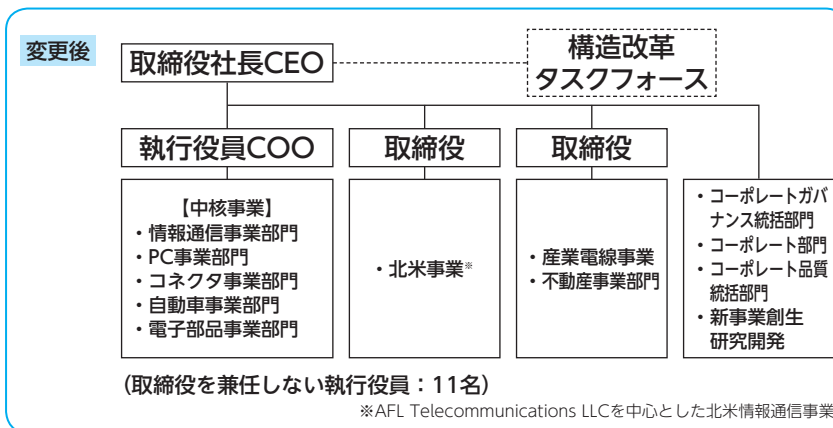 変更後
取締役社長CEO
構造改革
タスクフォース
執行役員COO
取締役
取締役
【中核事業】
・情報通信事業部門
・PC事業部門
・コネクタ事業部門
・自動車事業部門
・電子部品事業部門
・北米事業※
・産業電線事業
・不動産事業部門
・コーポレートガバ
ナンス統括部門
・コーポレート部門
・コーポレート品質
統括部門
・新事業創生
研究開発
(取締役を兼任しない執行役員：11名)
※AFL Telecommunications LLCを中心とした北米情報通信事業